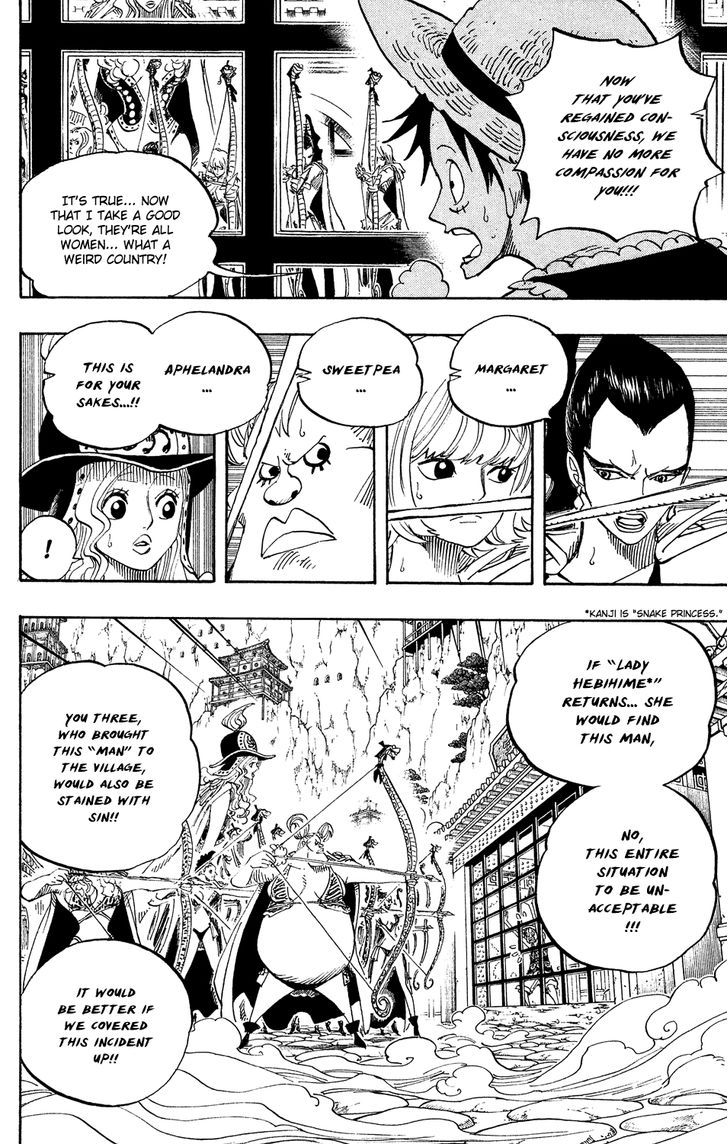 NOW
THAT YOU'VE
REGAINED CON-
SCIOUSNESS, WE
HAVE NO MORE
COMPASSION FOR
YOU!!!
IT'S TRUE... NOW
THAT I TAKE A GOOD
LOOK, THEY'RE ALL
WOMEN... WHAT A
WEIRD COUNTRY!
MARGARET
...
SWEETPEA
...
APHELANDRA
...
THIS IS
FOR YOUR
SAKES...!!
!
*KANJI IS "SNAKE PRINCESS."
IF "LADY
HEBIHIME*"
RETURNS... SHE
WOULD FIND
THIS MAN,
NO,
THIS ENTIRE
SITUATION
TO BE UN-
ACCEPTABLE
!!!
YOU THREE,
WHO BROUGHT
THIS "MAN" TO
THE VILLAGE,
WOULD ALSO BE
STAINED WITH
SIN!!
IT WOULD
BE BETTER IF
WE COVERED
THIS INCIDENT
UP!!